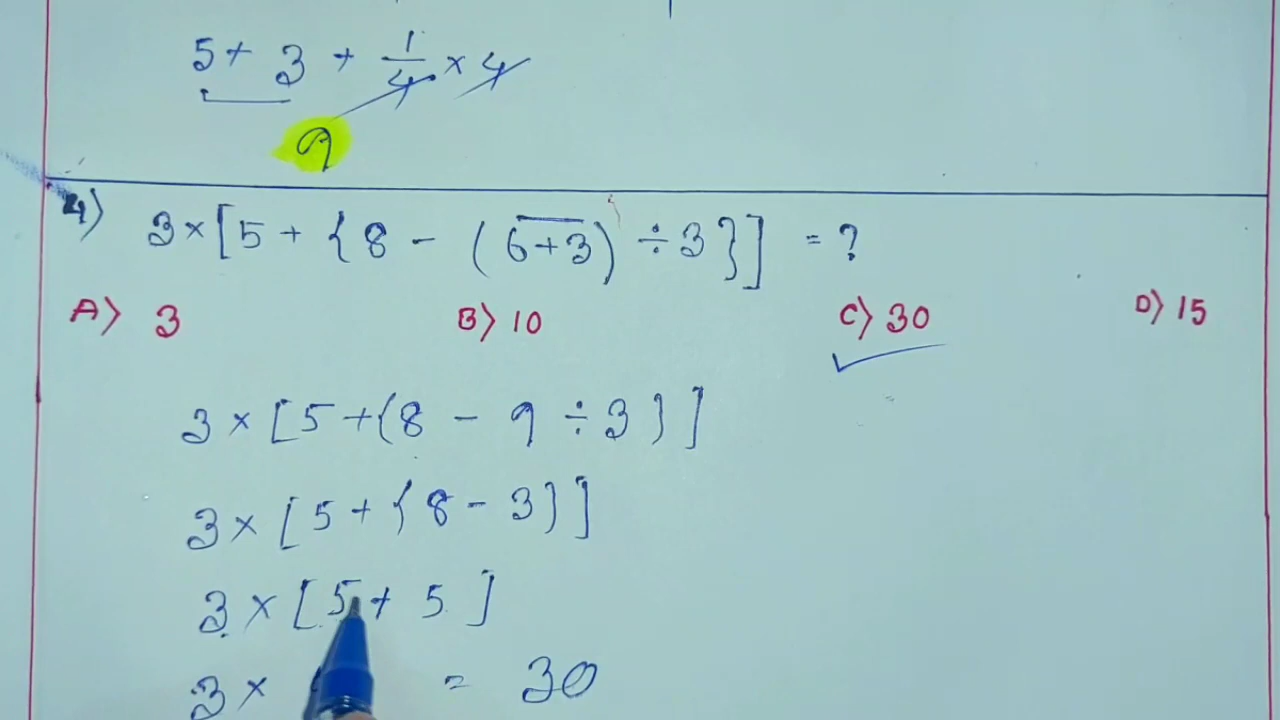 5 + 3 + 1/4 × 4
9
4) 3 × [5 + {8 - (6+3) ÷ 3}] = ?
A) 3 B) 10 C) 30 D) 15
3 × [5 + {8 - 9 ÷ 3}]
3 × [5 + {8 - 3}]
3 × [5 + 5]
3 × = 30